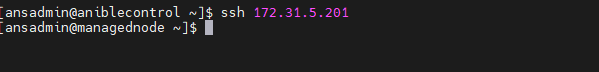 [ansadmin@aniblecontrol ~]$ ssh 172.31.5.201
[ansadmin@managednode ~]$